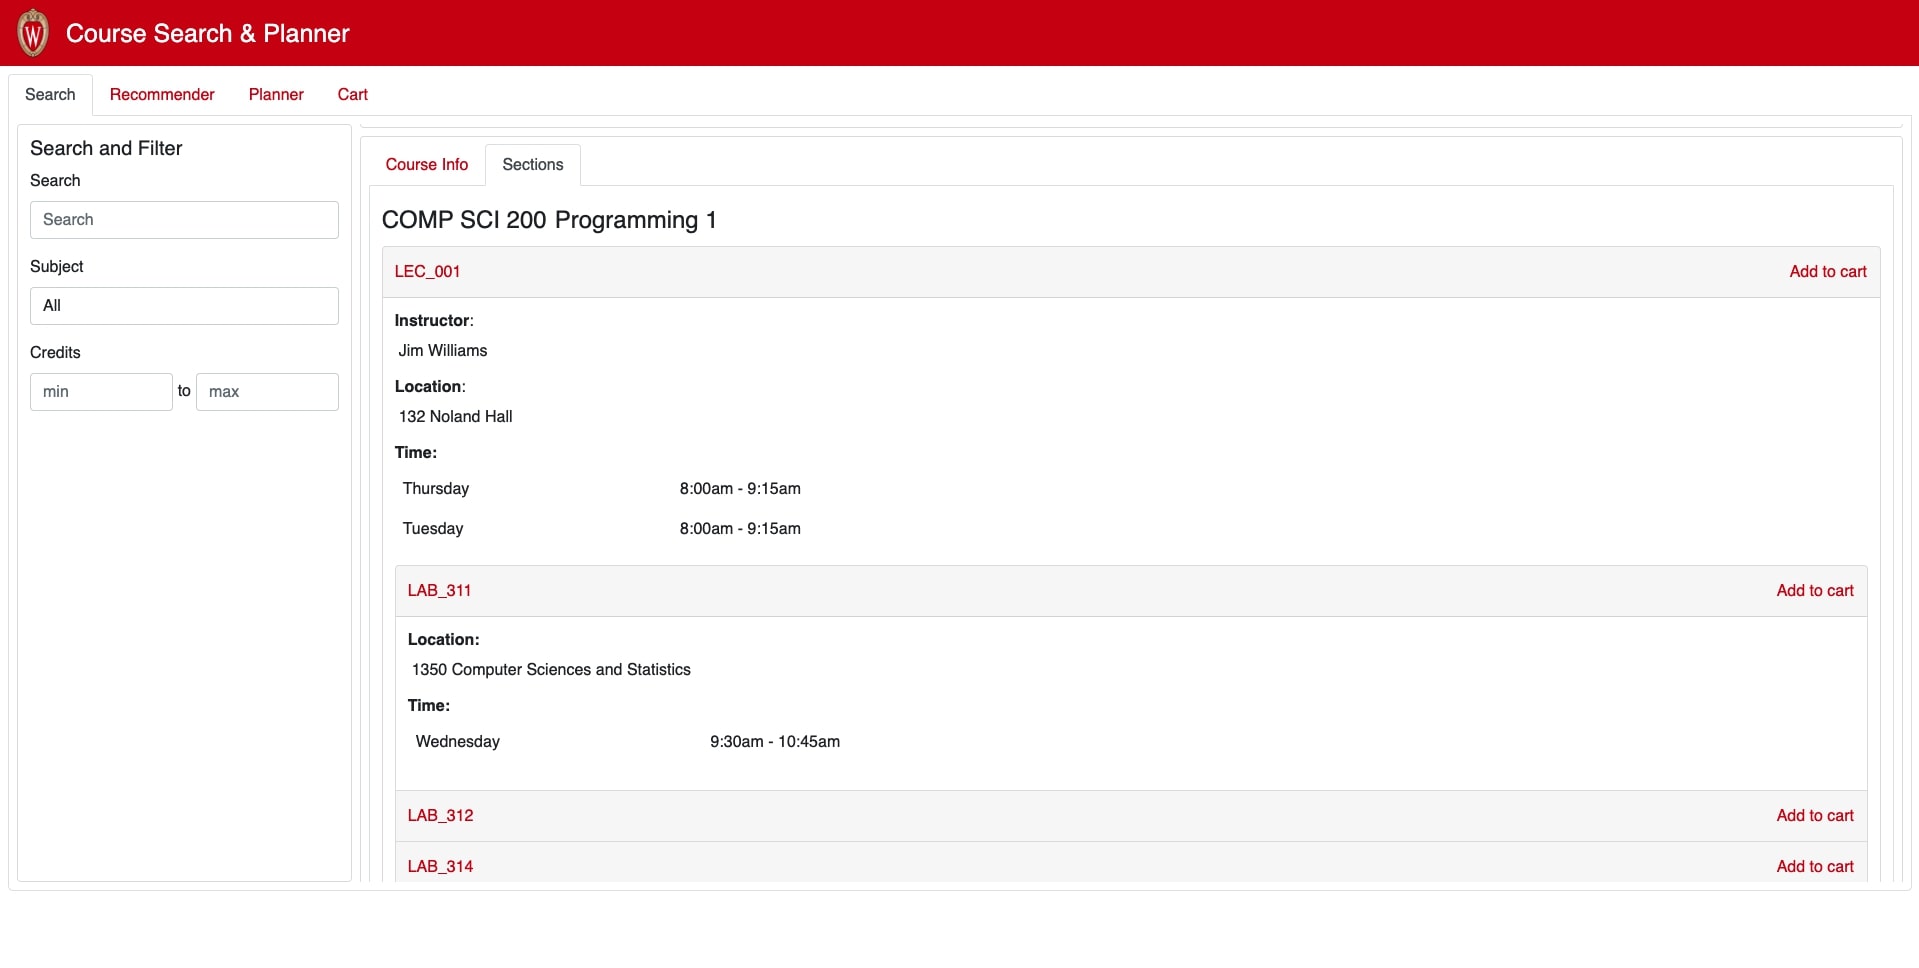 W
Course Search & Planner
Search Recommender Planner Cart
Search and Filter
Search
Search
Subject
All
Credits
min to max
Course Info Sections
COMP SCI 200 Programming 1
LEC_001 Add to cart
Instructor:
Jim Williams
Location:
132 Noland Hall
Time:
Thursday 8:00am - 9:15am
Tuesday 8:00am - 9:15am
LAB_311 Add to cart
Location:
1350 Computer Sciences and Statistics
Time:
Wednesday 9:30am - 10:45am
LAB_312 Add to cart
LAB_314 Add to cart